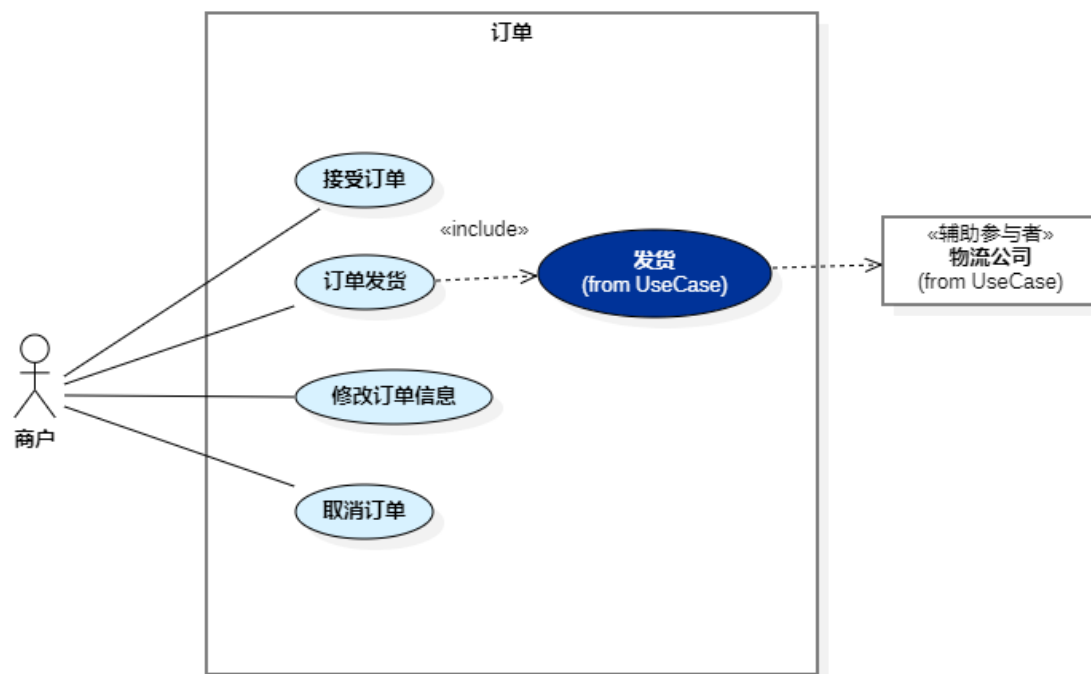 订单
接受订单
«include»
订单发货
发货
(from UseCase)
«辅助参与者»
物流公司
(from UseCase)
修改订单信息
商户
取消订单